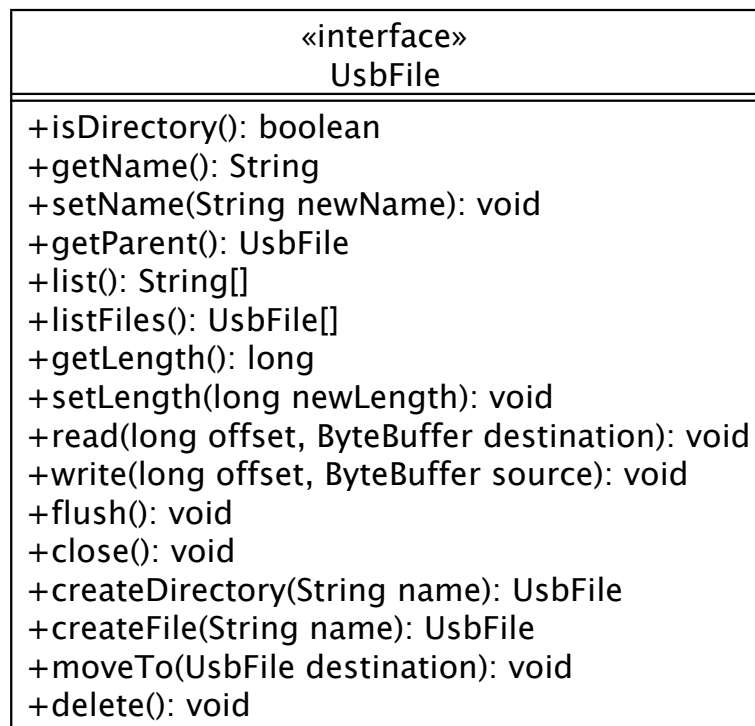 «interface»
UsbFile
+isDirectory(): boolean
+getName(): String
+setName(String newName): void
+getParent(): UsbFile
+list(): String[]
+listFiles(): UsbFile[]
+getLength(): long
+setLength(long newLength): void
+read(long offset, ByteBuffer destination): void
+write(long offset, ByteBuffer source): void
+flush(): void
+close(): void
+createDirectory(String name): UsbFile
+createFile(String name): UsbFile
+moveTo(UsbFile destination): void
+delete(): void